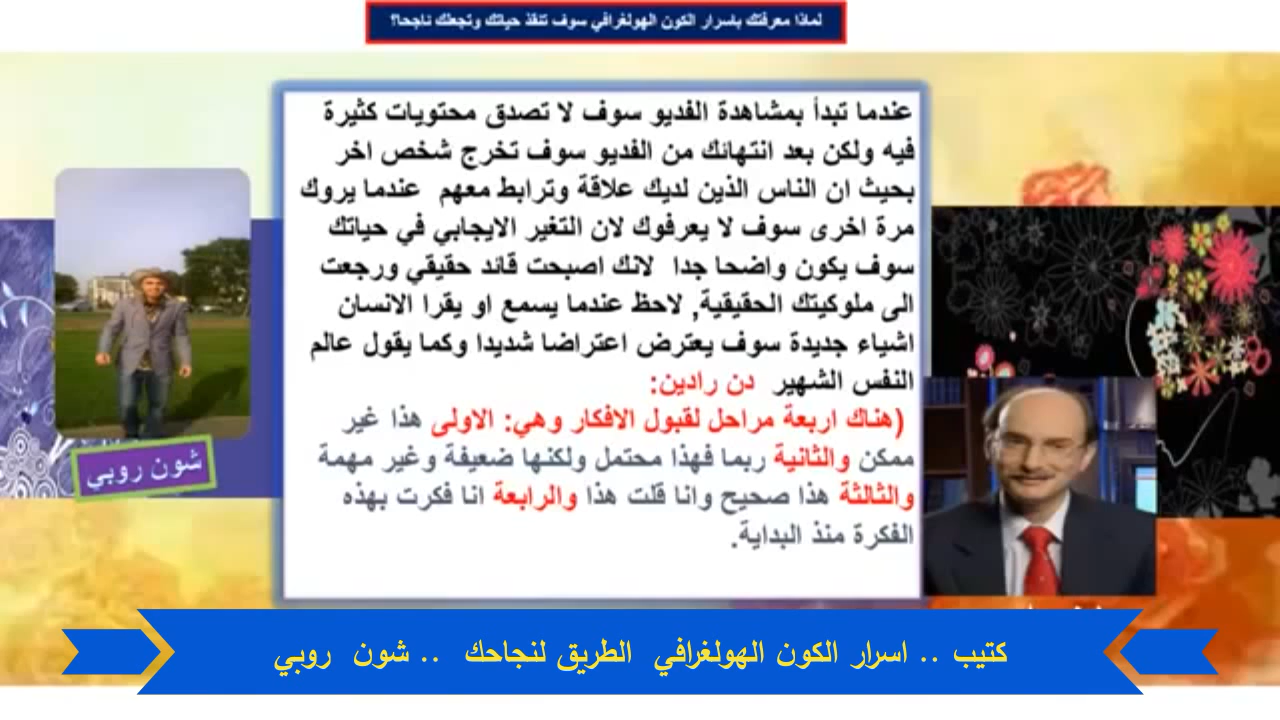 لماذا معرفتك باسرار الكون الهولغرافي سوف تنقذ حياتك وتجعلك ناجحا؟
عندما تبدأ بمشاهدة الفديو سوف لا تصدق محتويات كثيرة
فيه ولكن بعد انتهائك من الفديو سوف تخرج شخص اخر
بحيث ان الناس الذين لديك علاقة وترابط معهم عندما يروك
مرة اخرى سوف لا يعرفوك لان التغير الايجابي في حياتك
سوف يكون واضحا جدا لانك اصبحت قائد حقيقي ورجعت
الى ملوكيتك الحقيقية, لاحظ عندما يسمع او يقرا الانسان
اشياء جديدة سوف يعترض اعتراضا شديدا وكما يقول عالم
النفس الشهير دن رادين:
(هناك اربعة مراحل لقبول الافكار وهي: الاولى هذا غير
ممكن والثانية ربما فهذا محتمل ولكنها ضعيفة وغير مهمة
والثالثة هذا صحيح وانا قلت هذا والرابعة انا فكرت بهذه
الفكرة منذ البداية.
شون روبي
كتيب .. اسرار الكون الهولغرافي الطريق لنجاحك .. شون روبي